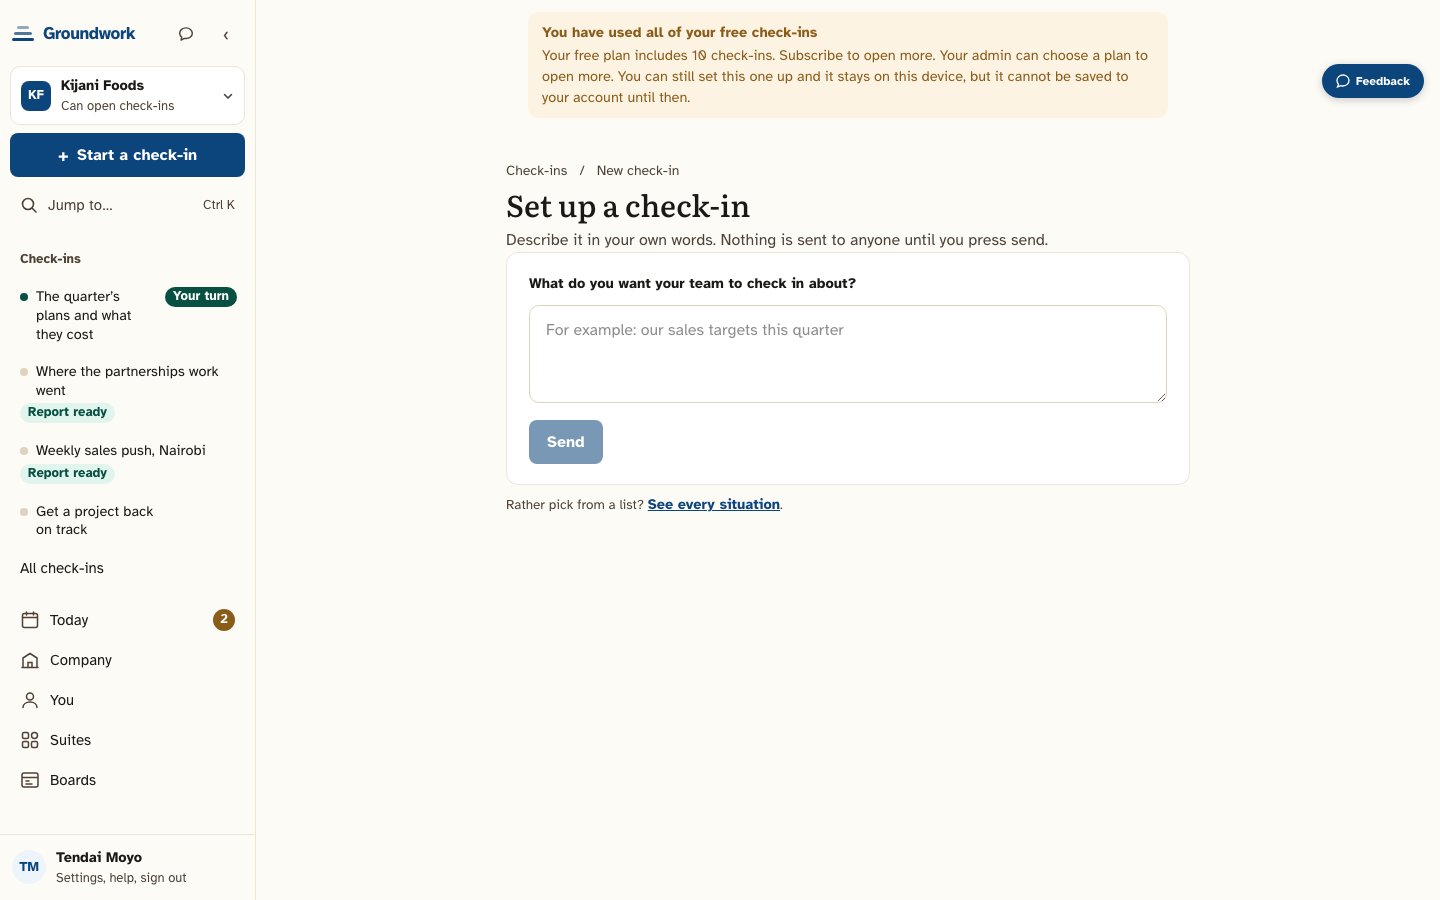 Groundwork
KF
Kijani Foods
Can open check-ins
+ Start a check-in
Jump to...
Ctrl K
Check-ins
The quarter's
plans and what
they cost
Your turn
Where the partnerships work
went
Report ready
Weekly sales push, Nairobi
Report ready
Get a project back
on track
All check-ins
Today
2
Company
You
Suites
Boards
TM
Tendai Moyo
Settings, help, sign out
You have used all of your free check-ins
Your free plan includes 10 check-ins. Subscribe to open more. Your admin can choose a plan to
open more. You can still set this one up and it stays on this device, but it cannot be saved to
your account until then.
Feedback
Check-ins / New check-in
Set up a check-in
Describe it in your own words. Nothing is sent to anyone until you press send.
What do you want your team to check in about?
For example: our sales targets this quarter
Send
Rather pick from a list? See every situation.